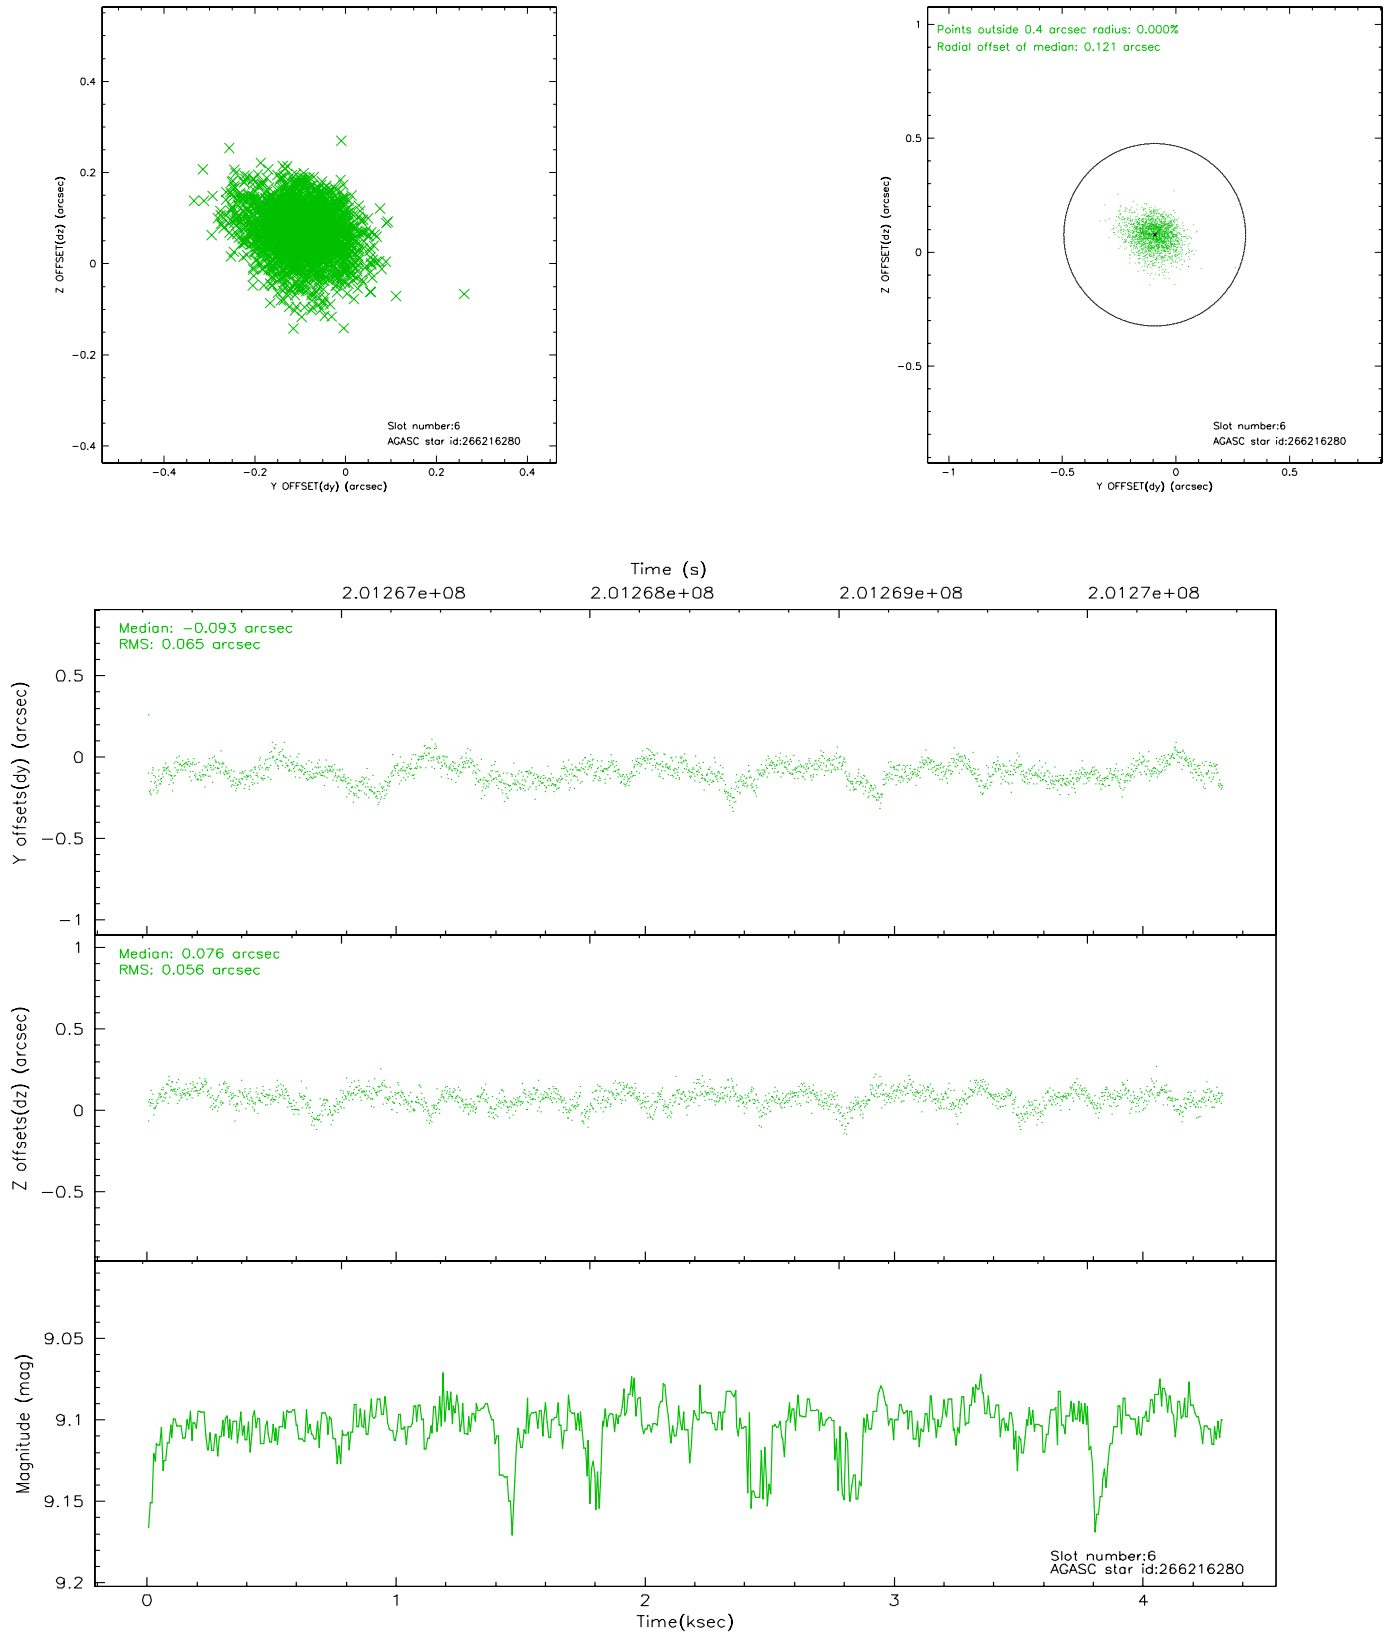 0.4
0.2
0
−0.2
−0.4
Z OFFSET(dz) (arcsec)
Slot number:6
AGASC star id:266216280
−0.4 −0.2 0 0.2 0.4
Y OFFSET(dy) (arcsec)
Points outside 0.4 arcsec radius: 0.000%
Radial offset of median: 0.121 arcsec
1
0.5
0
−0.5
Z OFFSET(dz) (arcsec)
Slot number:6
AGASC star id:266216280
−1 −0.5 0 0.5
Y OFFSET(dy) (arcsec)
Time (s)
2.01267e+08 2.01268e+08 2.01269e+08 2.0127e+08
Median: −0.093 arcsec
RMS: 0.065 arcsec
0.5
0
−0.5
−1
Y offsets(dy) (arcsec)
Median: 0.076 arcsec
RMS: 0.056 arcsec
1
0.5
0
−0.5
Z offsets(dz) (arcsec)
9.05
9.1
9.15
9.2
Magnitude (mag)
Slot number:6
AGASC star id:266216280
0 1 2 3 4
Time(ksec)